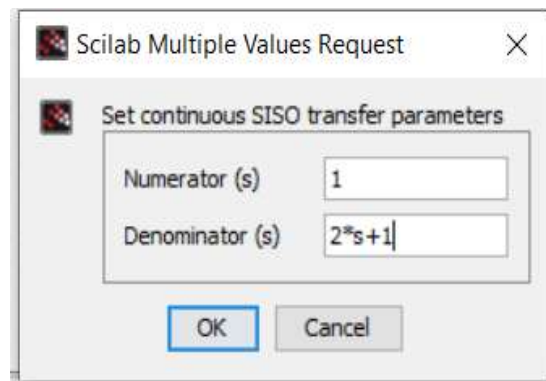 Scilab Multiple Values Request
Set continuous SISO transfer parameters
Numerator (s) 1
Denominator (s) 2*s+1
OK Cancel